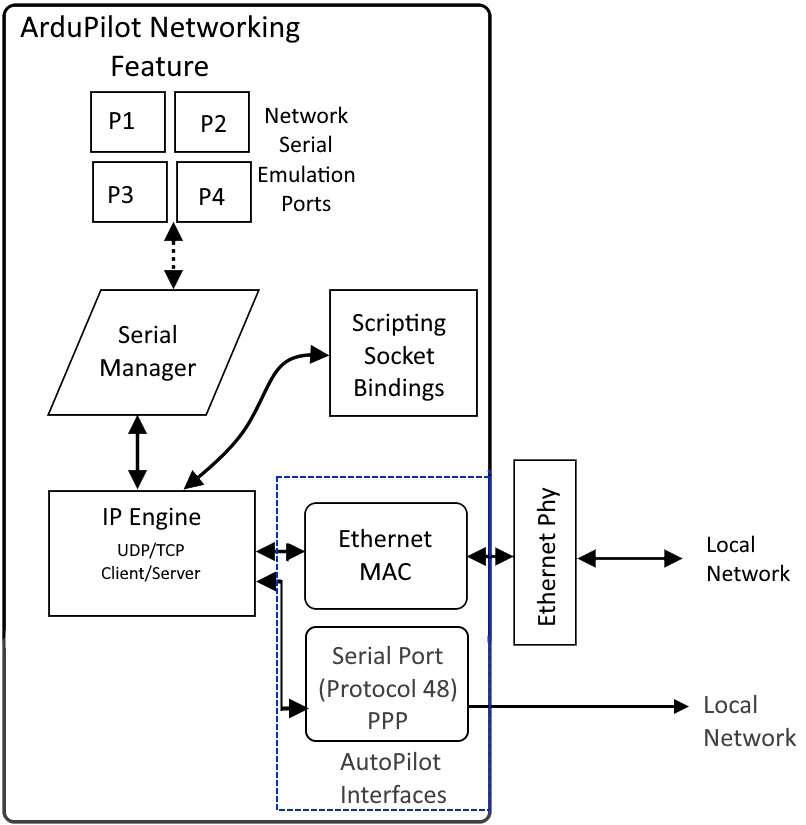 ArduPilot Networking
Feature
P1
P2
P3
P4
Network
Serial
Emulation
Ports
Serial
Manager
Scripting
Socket
Bindings
IP Engine
UDP/TCP
Client/Server
Ethernet
MAC
Ethernet Phy
Local
Network
Serial Port
(Protocol 48)
PPP
Local
Network
AutoPilot
Interfaces